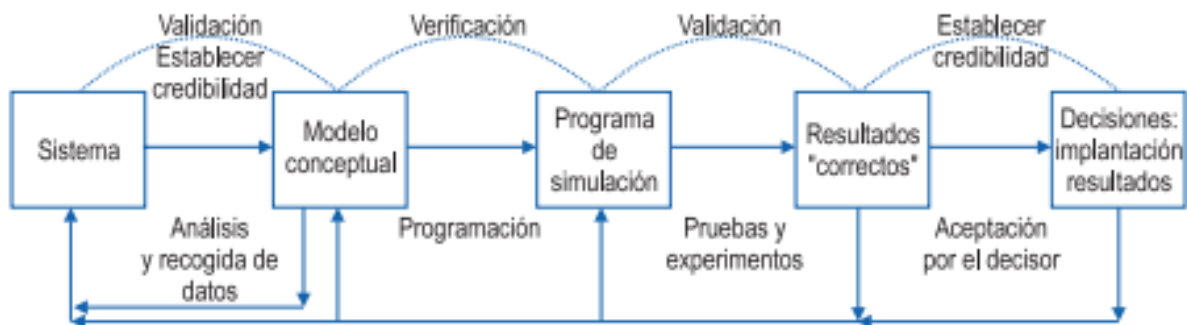 Validación
Establecer
credibilidad
Verificación
Validación
Establecer
credibilidad
Sistema
Modelo
conceptual
Programa
de
simulación
Resultados
"correctos"
Decisiones:
implantación
resultados
Análisis
y recogida de
datos
Programación
Pruebas y
experimentos
Aceptación
por el decisor